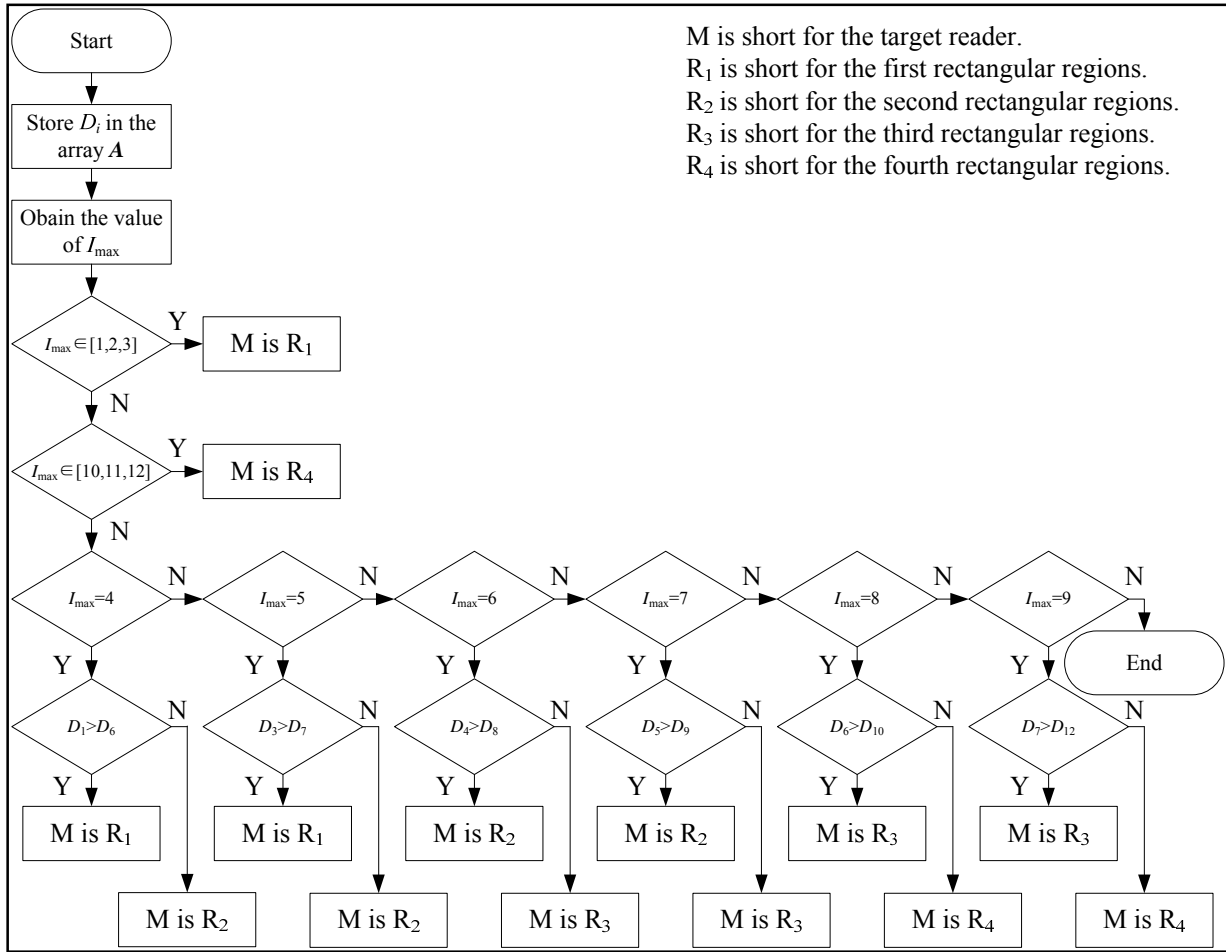 Start
M is short for the target reader.
R₁ is short for the first rectangular regions.
R₂ is short for the second rectangular regions.
R₃ is short for the third rectangular regions.
R₄ is short for the fourth rectangular regions.
Store Dᵢ in the
array A
Obain the value
of Iₘₐₓ
Iₘₐₓ∈[1,2,3]
Y
M is R₁
N
Iₘₐₓ∈[10,11,12]
Y
M is R₄
N
Iₘₐₓ=4
N
Iₘₐₓ=5
N
Iₘₐₓ=6
N
Iₘₐₓ=7
N
Iₘₐₓ=8
N
Iₘₐₓ=9
N
End
Y
Y
Y
Y
Y
Y
D₁>D₆
N
D₃>D₇
N
D₄>D₈
N
D₅>D₉
N
D₆>D₁₀
N
D₇>D₁₂
N
Y
Y
Y
Y
Y
Y
M is R₁
M is R₁
M is R₂
M is R₂
M is R₃
M is R₃
M is R₂
M is R₂
M is R₃
M is R₃
M is R₄
M is R₄